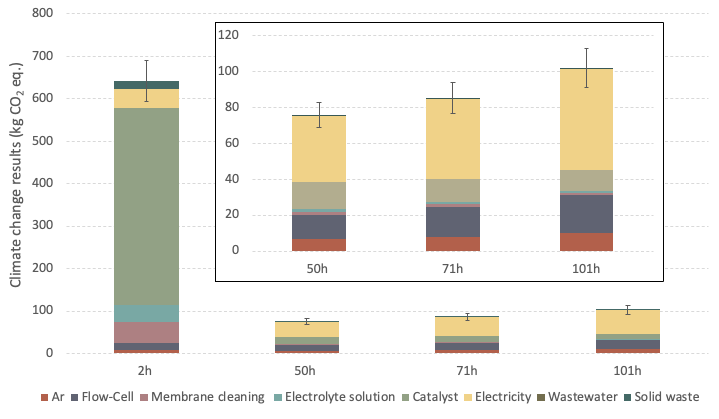 Climate change results (kg CO2 eq.)
800
700
600
500
400
300
200
100
0
120
100
80
60
40
20
0
50h
71h
101h
2h
50h
71h
101h
Ar Flow-Cell Membrane cleaning Electrolyte solution Catalyst Electricity Wastewater Solid waste